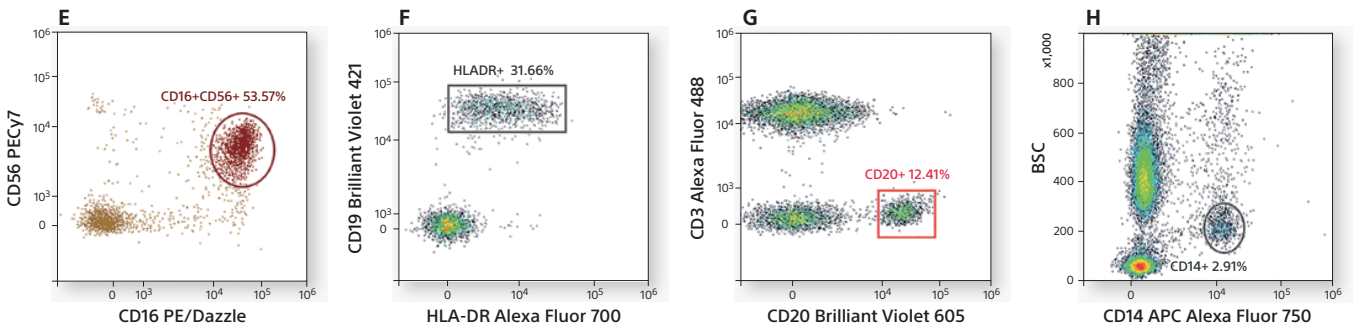 E
10⁶
10⁵
10⁴
10³
0
CD56 PECy7
CD16+CD56+ 53.57%
0
10³
10⁴
10⁵
10⁶
CD16 PE/Dazzle
F
10⁶
10⁵
10⁴
10³
0
CD19 Brilliant Violet 421
HLADR+ 31.66%
0
10⁴
10⁵
10⁶
HLA-DR Alexa Fluor 700
G
10⁶
10⁵
10⁴
10³
0
CD3 Alexa Fluor 488
CD20+ 12.41%
0
10⁴
10⁵
10⁶
CD20 Brilliant Violet 605
H
x1,000
800
600
400
200
0
BSC
CD14+ 2.91%
0
10⁴
10⁵
10⁶
CD14 APC Alexa Fluor 750